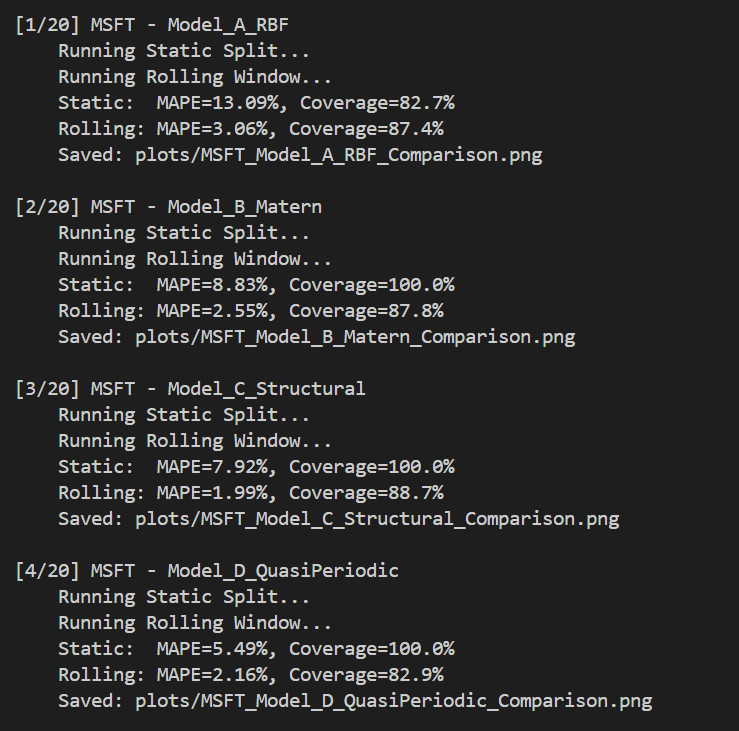 [1/20] MSFT - Model_A_RBF
Running Static Split...
Running Rolling Window...
Static:  MAPE=13.09%, Coverage=82.7%
Rolling: MAPE=3.06%, Coverage=87.4%
Saved: plots/MSFT_Model_A_RBF_Comparison.png
[2/20] MSFT - Model_B_Matern
Running Static Split...
Running Rolling Window...
Static:  MAPE=8.83%, Coverage=100.0%
Rolling: MAPE=2.55%, Coverage=87.8%
Saved: plots/MSFT_Model_B_Matern_Comparison.png
[3/20] MSFT - Model_C_Structural
Running Static Split...
Running Rolling Window...
Static:  MAPE=7.92%, Coverage=100.0%
Rolling: MAPE=1.99%, Coverage=88.7%
Saved: plots/MSFT_Model_C_Structural_Comparison.png
[4/20] MSFT - Model_D_QuasiPeriodic
Running Static Split...
Running Rolling Window...
Static:  MAPE=5.49%, Coverage=100.0%
Rolling: MAPE=2.16%, Coverage=82.9%
Saved: plots/MSFT_Model_D_QuasiPeriodic_Comparison.png